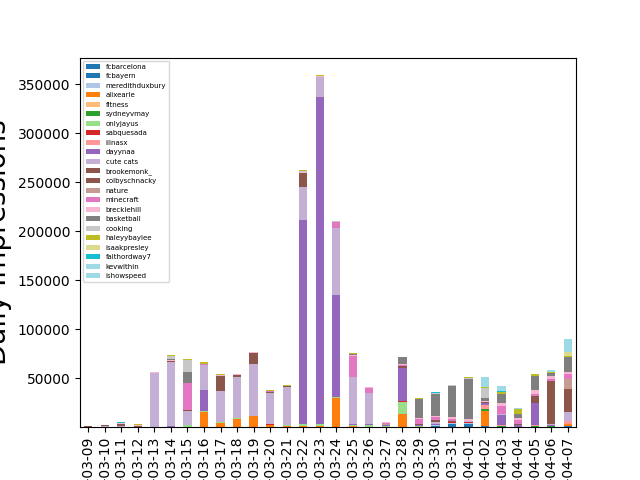 Daily Impressions
350000
300000
250000
200000
150000
100000
50000
fcbarcelona
fcbayern
meredithduxbury
alixearle
fitness
sydneyvmay
onlyjayus
sabquesada
illnasx
dayynaa
cute cats
brookemonk_
colbyschnacky
nature
minecraft
breckiehill
basketball
cooking
haleyybaylee
isaakpresley
faithordway7
kevwithin
ishowspeed
03-09
03-10
03-11
03-12
03-13
03-14
03-15
03-16
03-17
03-18
03-19
03-20
03-21
03-22
03-23
03-24
03-25
03-26
03-27
03-28
03-29
03-30
03-31
04-01
04-02
04-03
04-04
04-05
04-06
04-07